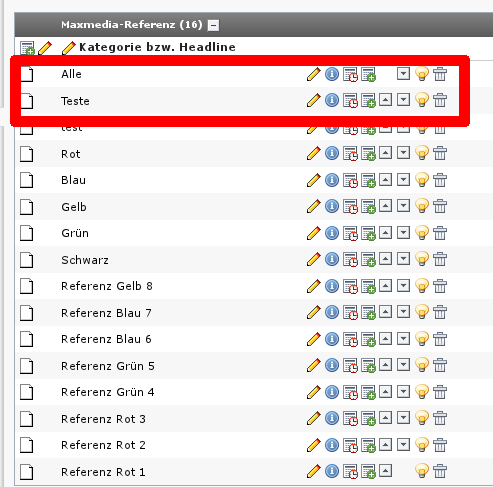 Maxmedia-Referenz (16)
Kategorie bzw. Headline
Alle
Teste
test
Rot
Blau
Gelb
Grün
Schwarz
Referenz Gelb 8
Referenz Blau 7
Referenz Blau 6
Referenz Grün 5
Referenz Grün 4
Referenz Rot 3
Referenz Rot 2
Referenz Rot 1